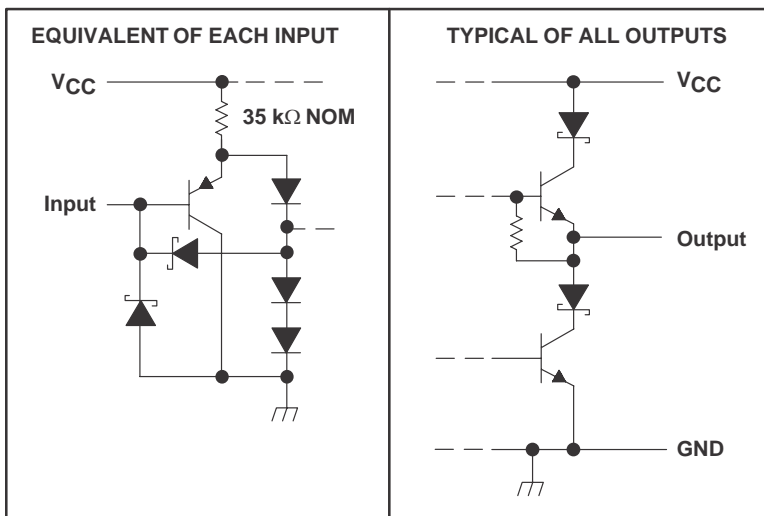 EQUIVALENT OF EACH INPUT
VCC
35 kΩ NOM
Input
TYPICAL OF ALL OUTPUTS
VCC
Output
GND